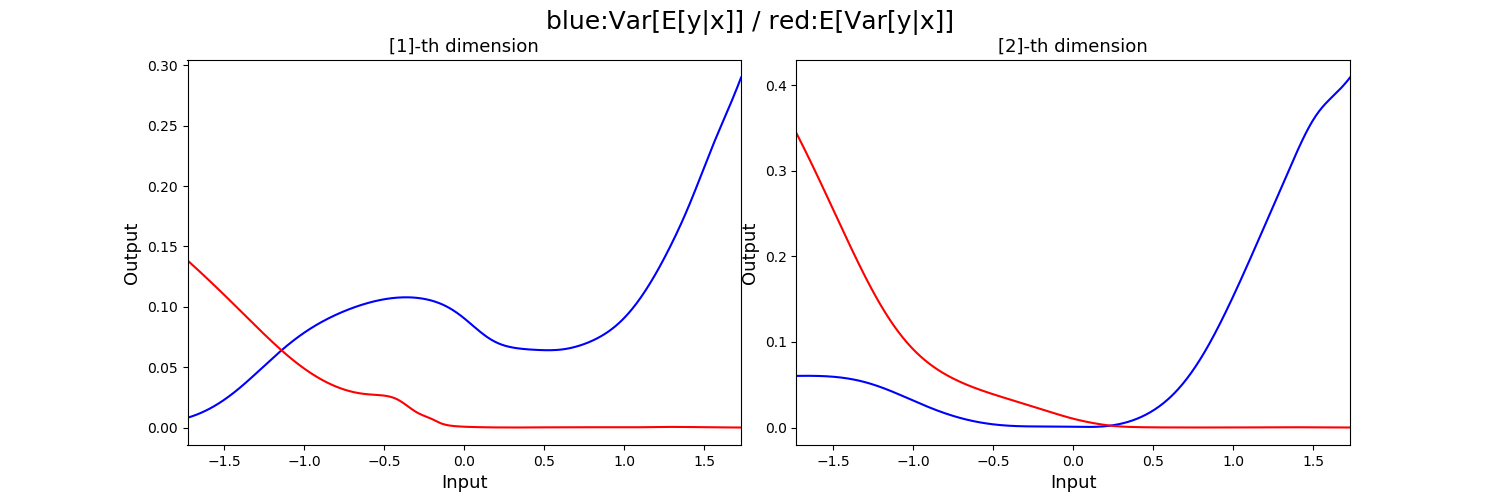 blue:Var[E[y|x]] / red:E[Var[y|x]]
[1]-th dimension
0.30
0.25
0.20
0.15
0.10
0.05
0.00
Output
−1.5 −1.0 −0.5 0.0 0.5 1.0 1.5
Input
[2]-th dimension
0.4
0.3
0.2
0.1
0.0
Output
−1.5 −1.0 −0.5 0.0 0.5 1.0 1.5
Input